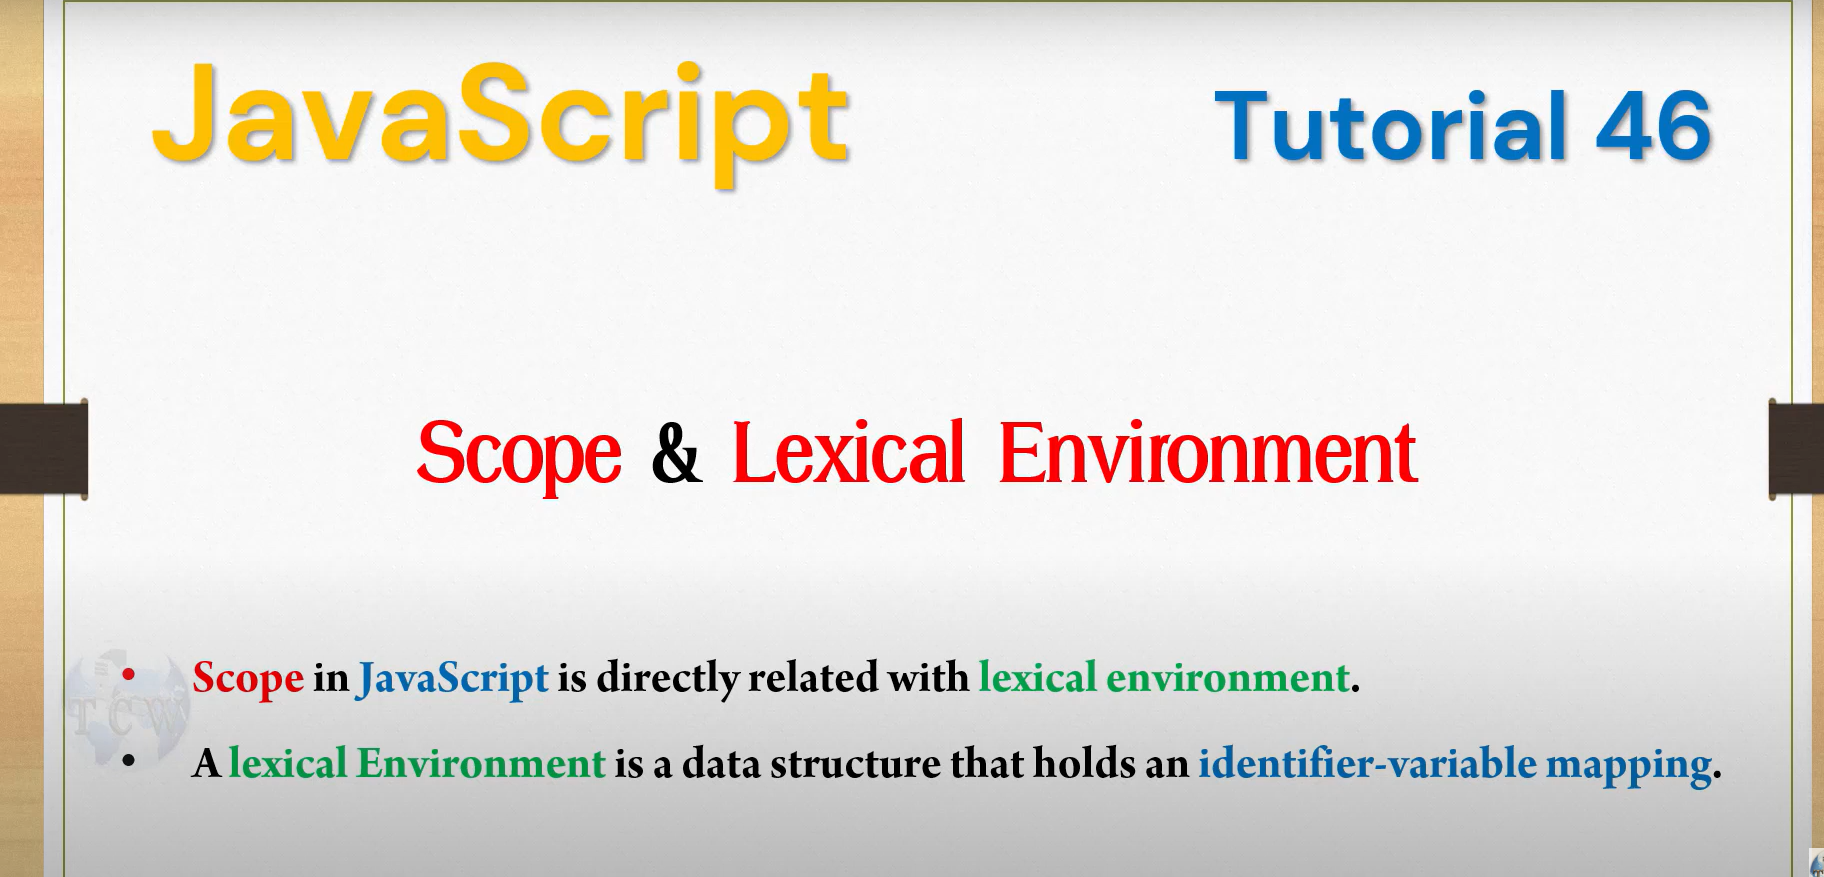 JavaScript Tutorial 46
Scope & Lexical Environment
• Scope in JavaScript is directly related with lexical environment.
• A lexical Environment is a data structure that holds an identifier-variable mapping.
TCW